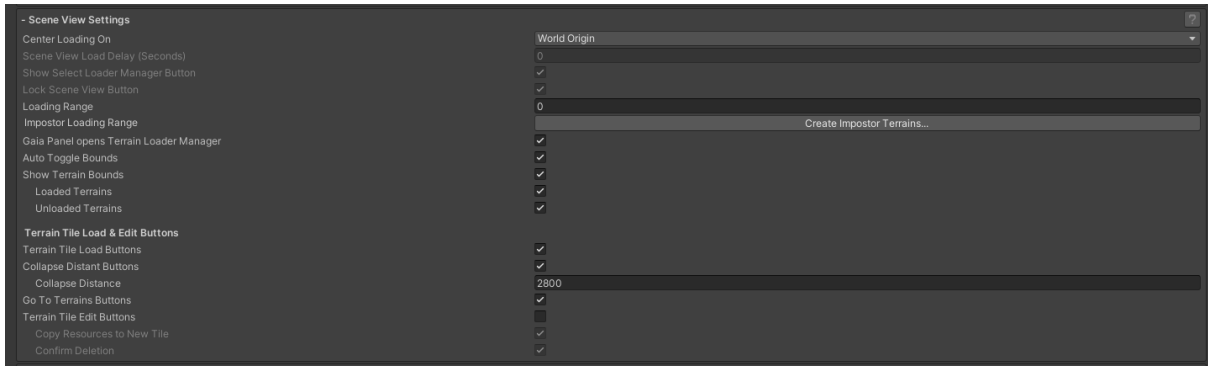 - Scene View Settings
?
Center Loading On World Origin
Scene View Load Delay (Seconds) 0
Show Select Loader Manager Button
Lock Scene View Button
Loading Range 0
Impostor Loading Range Create Impostor Terrains...
Gaia Panel opens Terrain Loader Manager
Auto Toggle Bounds
Show Terrain Bounds
Loaded Terrains
Unloaded Terrains
Terrain Tile Load & Edit Buttons
Terrain Tile Load Buttons
Collapse Distant Buttons
Collapse Distance 2800
Go To Terrains Buttons
Terrain Tile Edit Buttons
Copy Resources to New Tile
Confirm Deletion